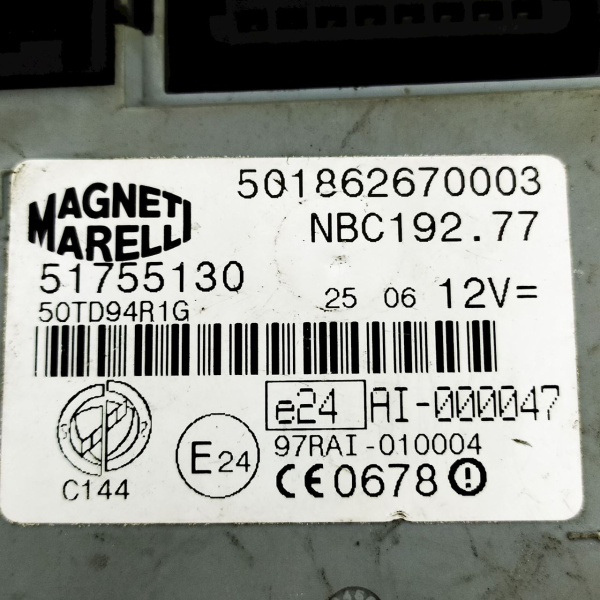 MAGNETI
MARELLI
501862670003
NBC192.77
51755130
50TD94R1G
25 06 12V=
e24 AI-000047
E24
97RAI-010004
CE0678
C144